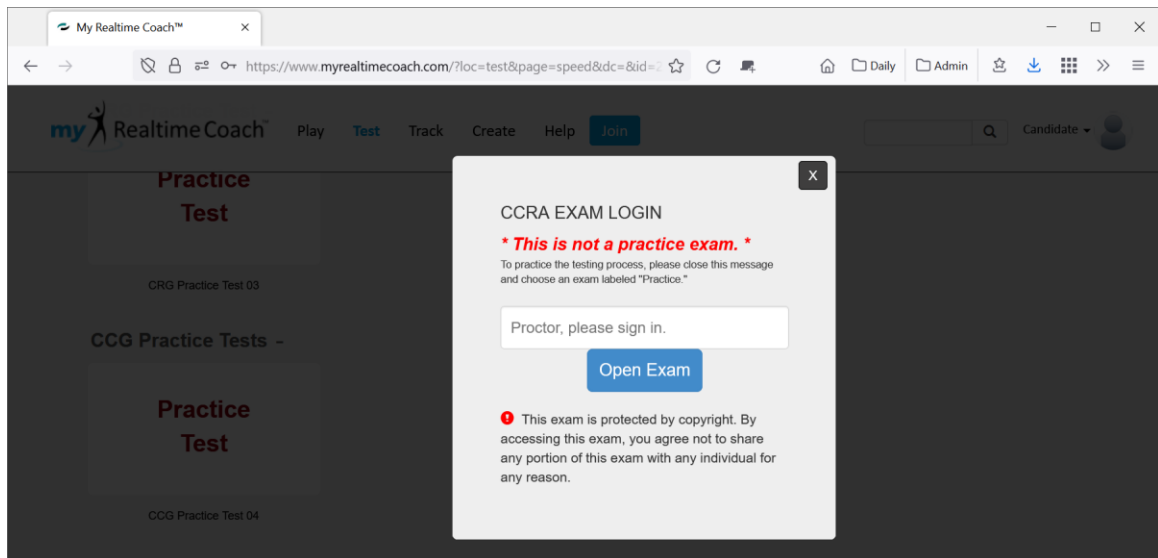 My Realtime Coach™
https://www.myrealtimecoach.com/?loc=test&page=speed&dc=&id=
Daily
Admin
my Realtime Coach™
Play
Test
Track
Create
Help
Join
Candidate
Practice
Test
CRG Practice Test 03
CCG Practice Tests -
Practice
Test
CCG Practice Test 04
X
CCRA EXAM LOGIN
* This is not a practice exam. *
To practice the testing process, please close this message
and choose an exam labeled "Practice."
Proctor, please sign in.
Open Exam
This exam is protected by copyright. By
accessing this exam, you agree not to share
any portion of this exam with any individual for
any reason.